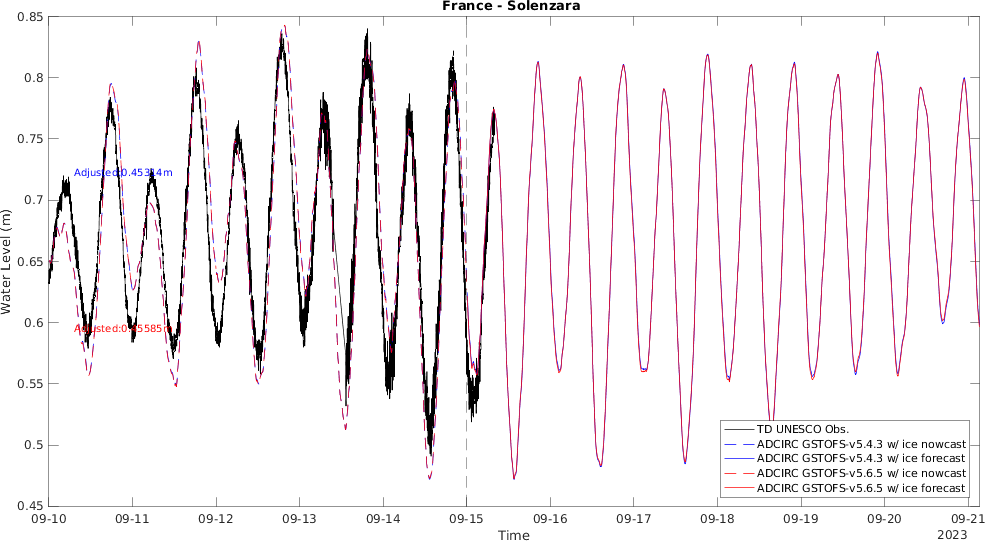 France - Solenzara
0.85
0.8
0.75
0.7
0.65
0.6
0.55
0.5
0.45
Water Level (m)
TD UNESCO Obs.
ADCIRC GSTOFS-v5.4.3 w/ ice nowcast
ADCIRC GSTOFS-v5.4.3 w/ ice forecast
ADCIRC GSTOFS-v5.6.5 w/ ice nowcast
ADCIRC GSTOFS-v5.6.5 w/ ice forecast
09-10 09-11 09-12 09-13 09-14 09-15 09-16 09-17 09-18 09-19 09-20 09-21
Time
2023